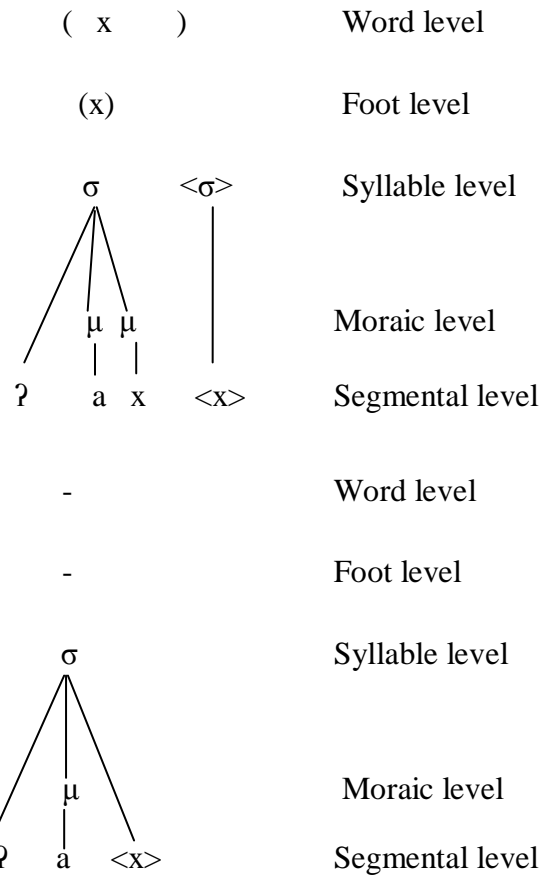 ( x ) Word level
(x) Foot level
σ <σ> Syllable level
μ μ Moraic level
ʔ a x <x> Segmental level
- Word level
- Foot level
σ Syllable level
μ Moraic level
ʔ a <x> Segmental level